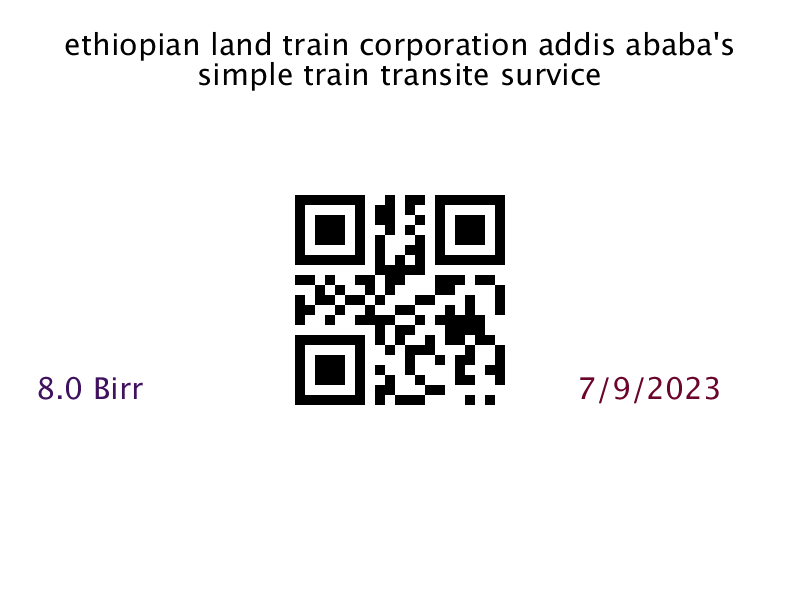 ethiopian land train corporation addis ababa's
simple train transite survice
8.0 Birr
7/9/2023